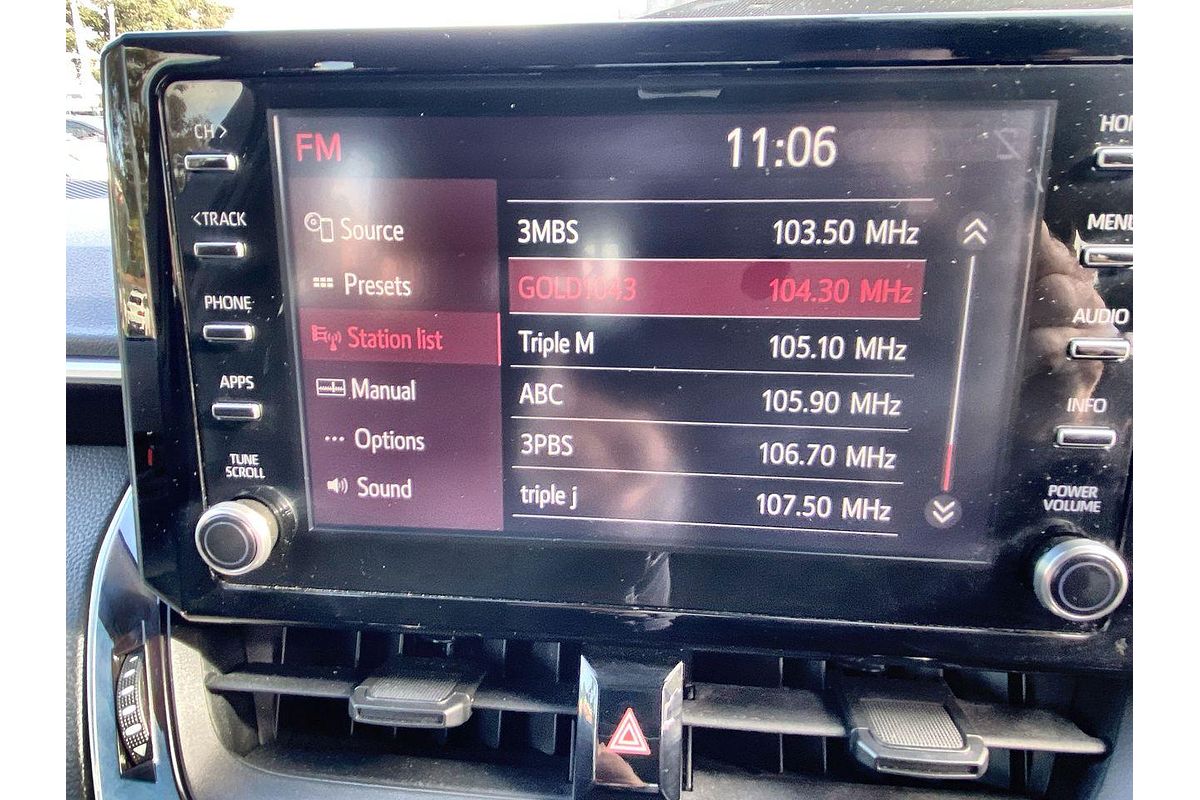 CH >
< TRACK
PHONE
APPS
TUNE
SCROLL
FM
11:06
Source
Presets
Station list
Manual
Options
Sound
3MBS 103.50 MHz
GOLD1043 104.30 MHz
Triple M 105.10 MHz
ABC 105.90 MHz
3PBS 106.70 MHz
triple j 107.50 MHz
MENU
AUDIO
INFO
POWER
VOLUME